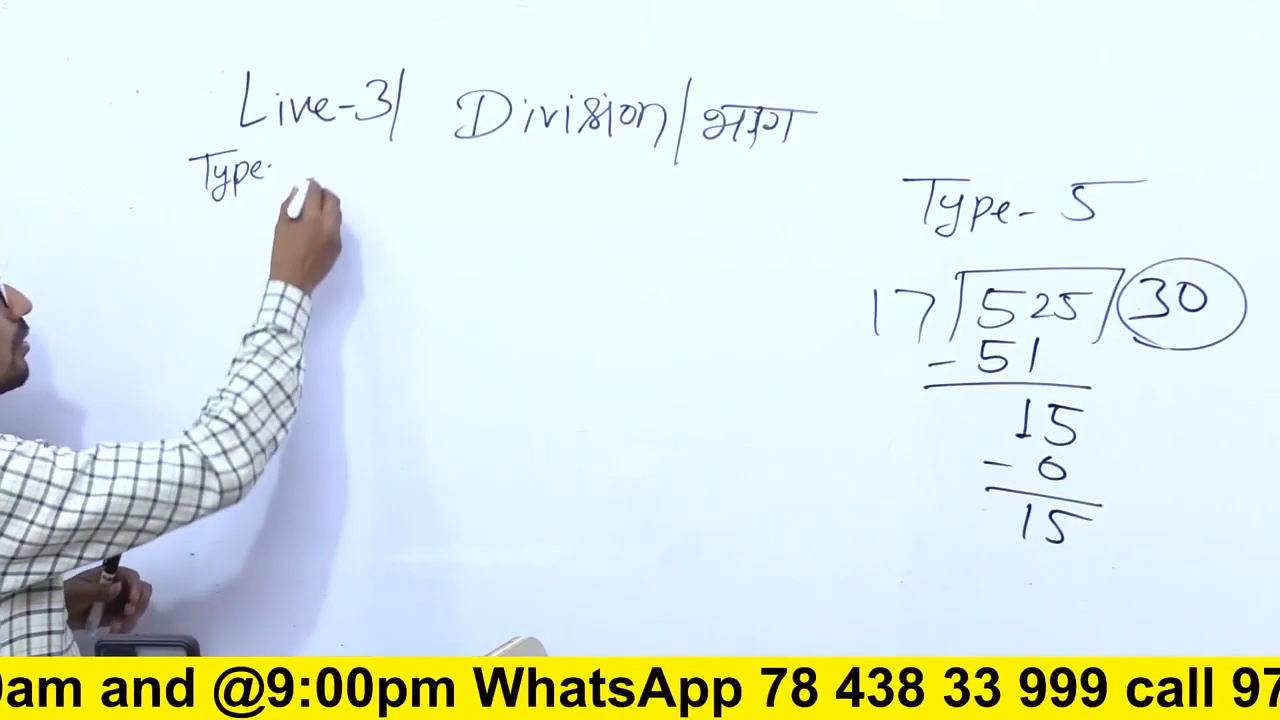 Live-3/ Division/भाग
Type-
Type- 5
17) 525 (30
- 51
15
- 0
15
0am and @9:00pm WhatsApp 78 438 33 999 call 97